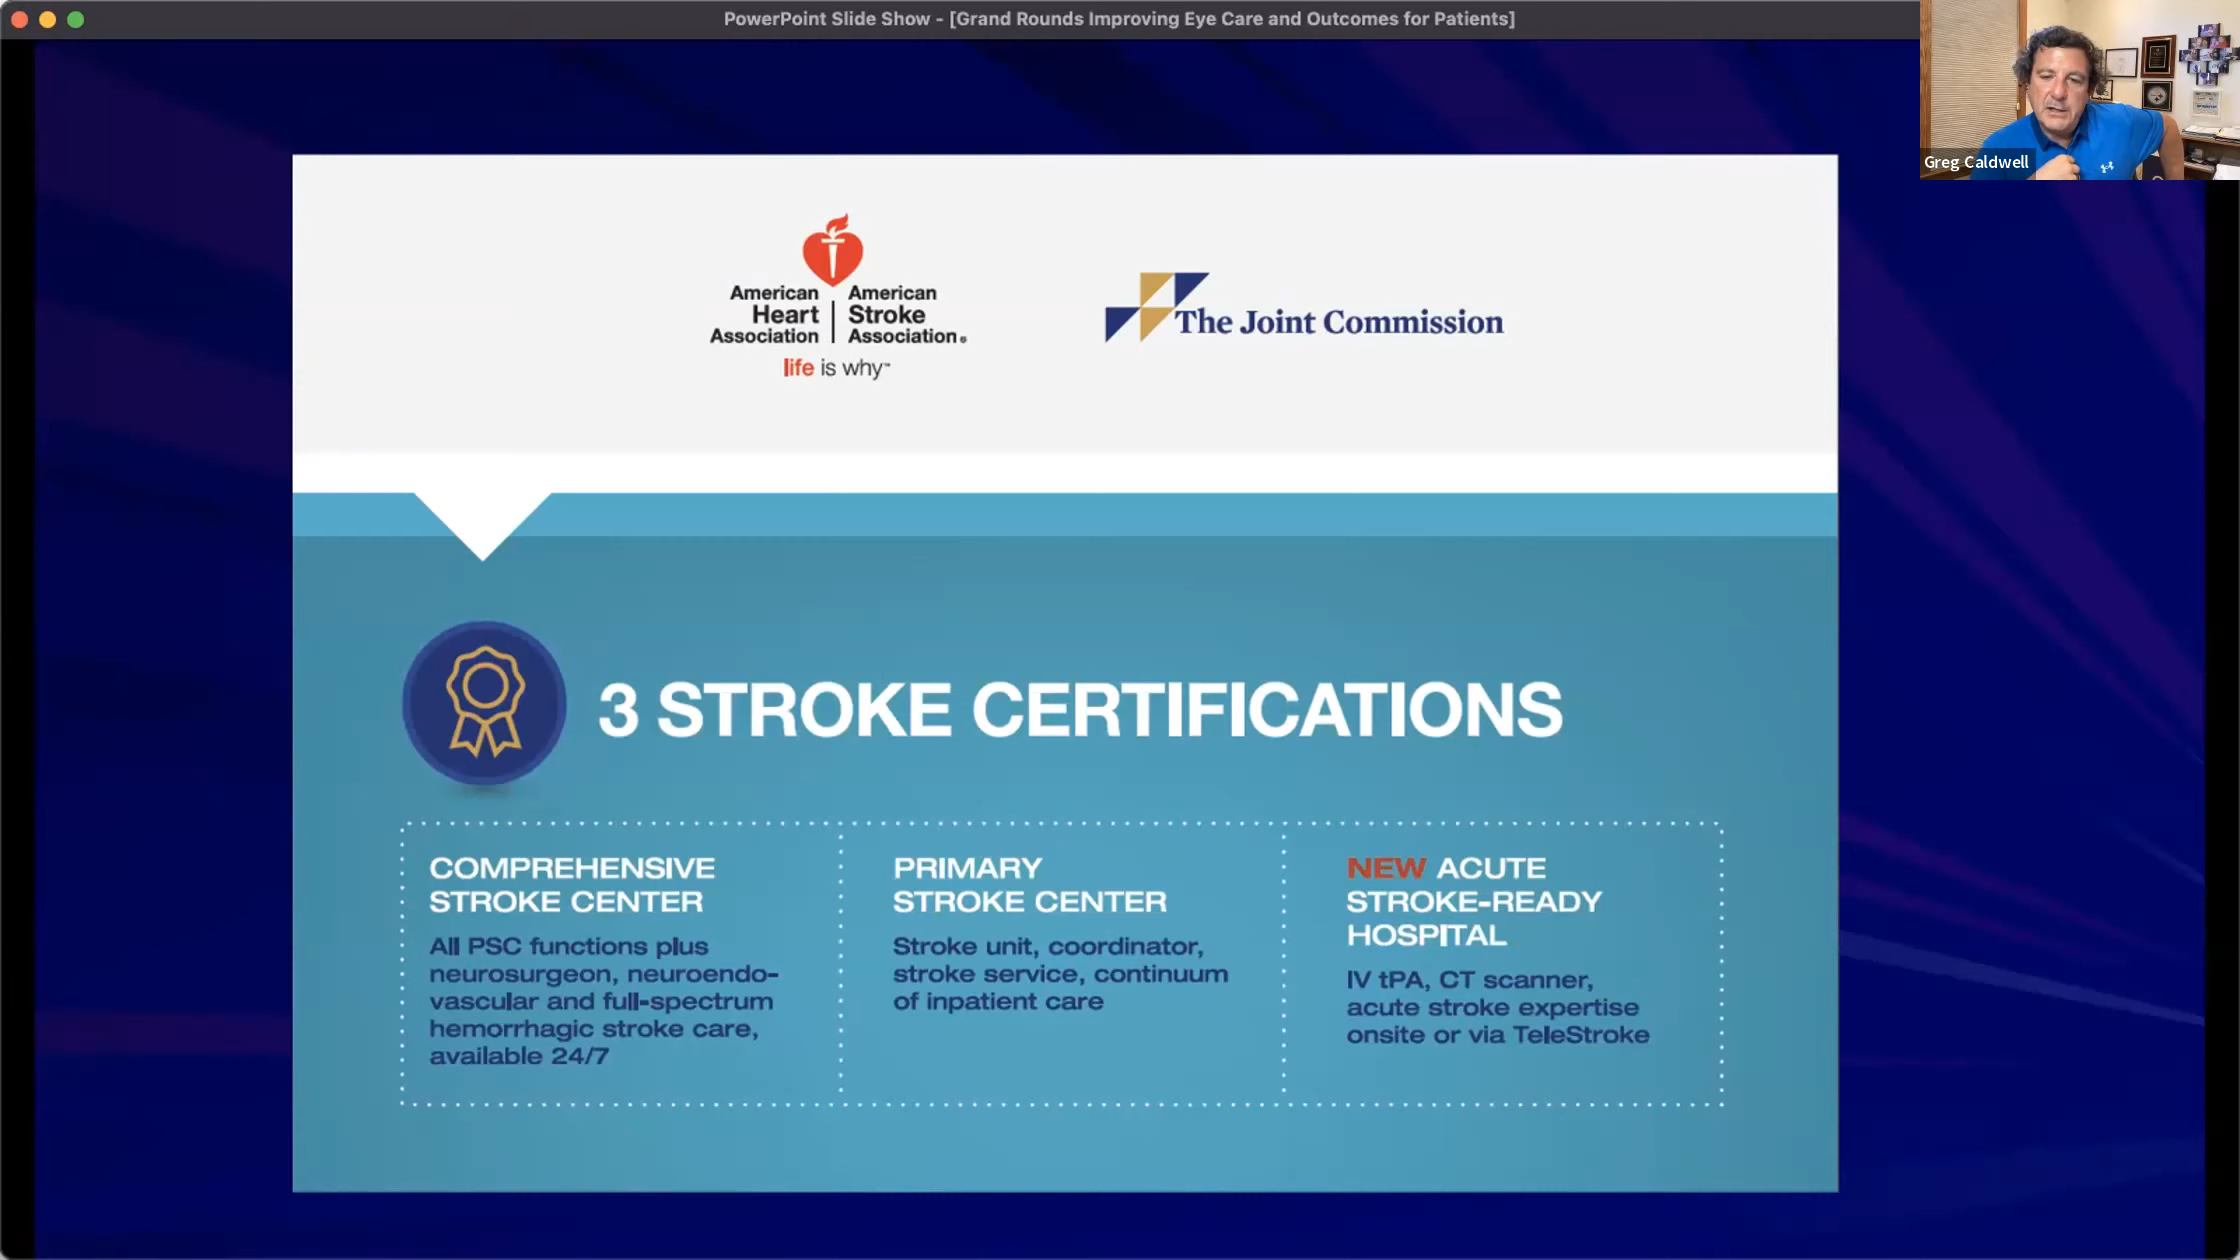 PowerPoint Slide Show - [Grand Rounds Improving Eye Care and Outcomes for Patients]
Greg Caldwell
American
Heart
Association
American
Stroke
Association®
life is why™
The Joint Commission
3 STROKE CERTIFICATIONS
COMPREHENSIVE
STROKE CENTER
All PSC functions plus
neurosurgeon, neuroendo-
vascular and full-spectrum
hemorrhagic stroke care,
available 24/7
PRIMARY
STROKE CENTER
Stroke unit, coordinator,
stroke service, continuum
of inpatient care
NEW ACUTE
STROKE-READY
HOSPITAL
IV tPA, CT scanner,
acute stroke expertise
onsite or via TeleStroke